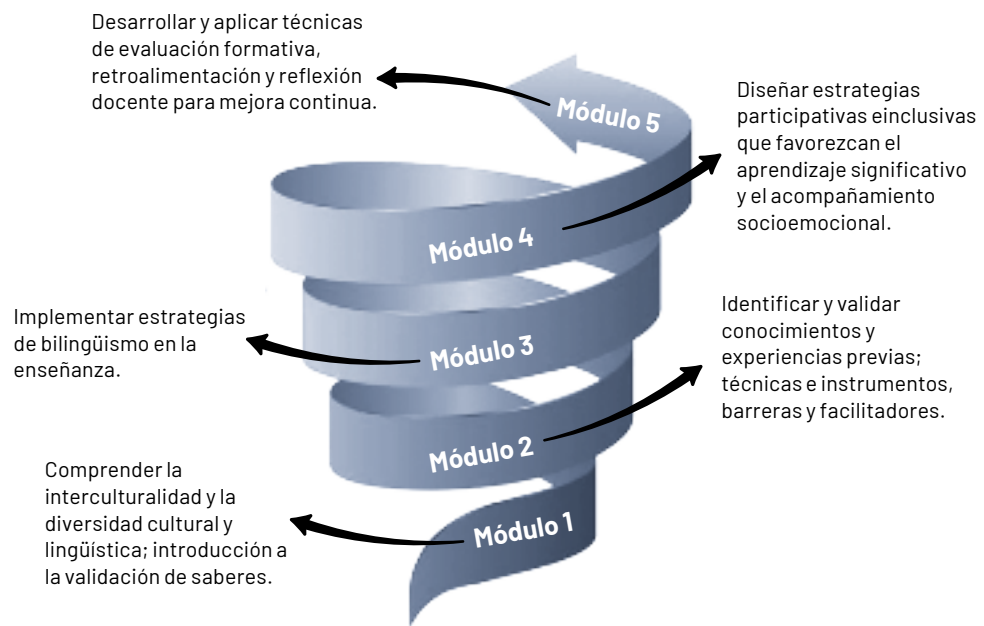 Desarrollar y aplicar técnicas
de evaluación formativa,
retroalimentación y reflexión
docente para mejora continua.
Módulo 5
Diseñar estrategias
participativas einclusivas
que favorezcan el
aprendizaje significativo
y el acompañamiento
socioemocional.
Módulo 4
Implementar estrategias
de bilingüismo en la
enseñanza.
Módulo 3
Identificar y validar
conocimientos y
experiencias previas;
técnicas e instrumentos,
barreras y facilitadores.
Módulo 2
Comprender la
interculturalidad y la
diversidad cultural y
lingüística; introducción a
la validación de saberes.
Módulo 1